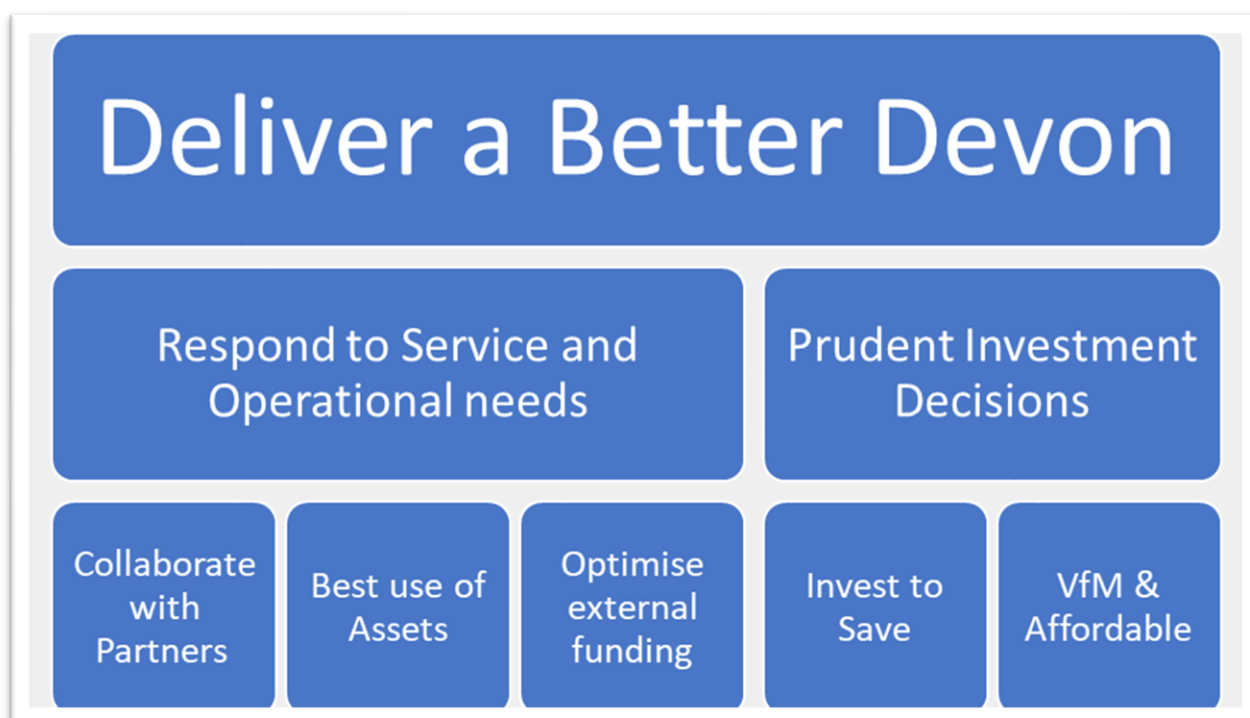 Deliver a Better Devon
Respond to Service and
Operational needs
Prudent Investment
Decisions
Collaborate
with
Partners
Best use of
Assets
Optimise
external
funding
Invest to
Save
VfM &
Affordable